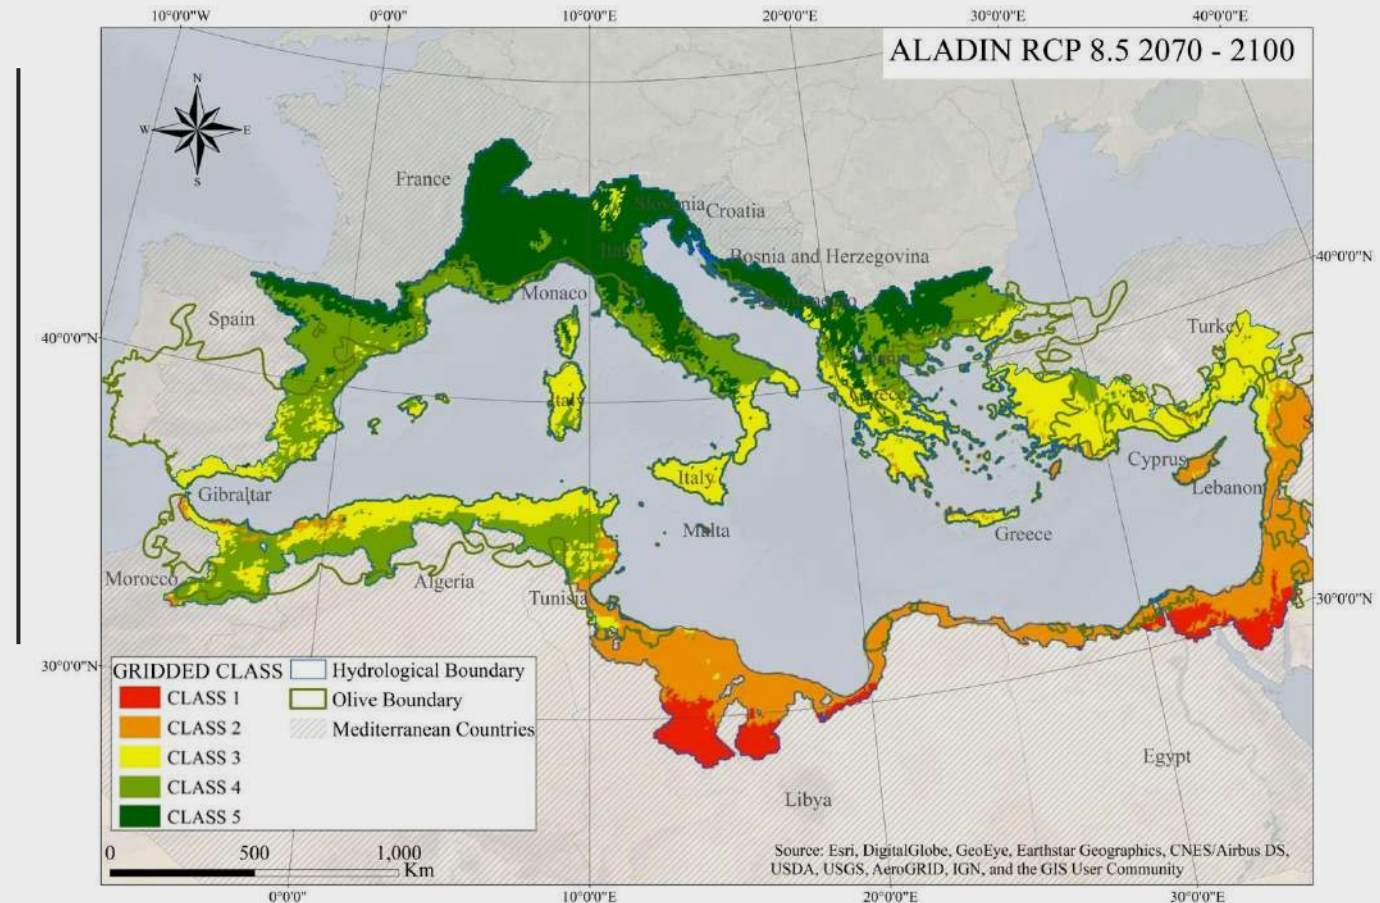 10°0'0"W 0°0'0" 10°0'0"E 20°0'0"E 30°0'0"E 40°0'0"E
ALADIN RCP 8.5 2070 - 2100
N
W E
S
France
Slovenia
Croatia
Italy
Bosnia and Herzegovina
40°0'0"N
Monaco
Montenegro
Spain
Turkey
40°0'0"N
Albania
Greece
Italy
Cyprus
Italy
Gibraltar
Lebanon
Malta
Greece
Morocco
Algeria
Tunisia
30°0'0"N
30°0'0"N
GRIDDED CLASS
CLASS 1
CLASS 2
CLASS 3
CLASS 4
CLASS 5
Hydrological Boundary
Olive Boundary
Mediterranean Countries
Egypt
Libya
0 500 1,000
Km
Source: Esri, DigitalGlobe, GeoEye, Earthstar Geographics, CNES/Airbus DS,
USDA, USGS, AeroGRID, IGN, and the GIS User Community
0°0'0" 10°0'0"E 20°0'0"E 30°0'0"E